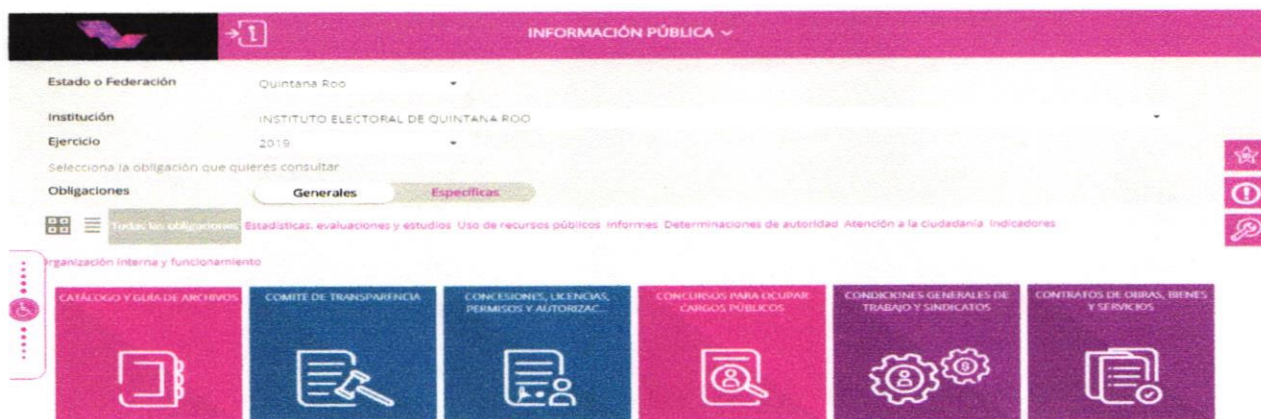 INFORMACIÓN PÚBLICA
Estado o Federación
Quintana Roo
Institución
INSTITUTO ELECTORAL DE QUINTANA ROO
Ejercicio
2019
Selecciona la obligación que quieres consultar
Obligaciones
Generales
Específicas
Todas las obligaciones Estadísticas, evaluaciones y estudios Uso de recursos públicos Informes Determinaciones de autoridad Atención a la ciudadanía Indicadores
Organización interna y funcionamiento
CATÁLOGO Y GUÍA DE ARCHIVOS
COMITÉ DE TRANSPARENCIA
CONCESIONES, LICENCIAS,
PERMISOS Y AUTORIZAC...
CONCURSOS PARA OCUPAR
CARGOS PÚBLICOS
CONDICIONES GENERALES DE
TRABAJO Y SINDICATOS
CONTRATOS DE OBRAS, BIENES
Y SERVICIOS